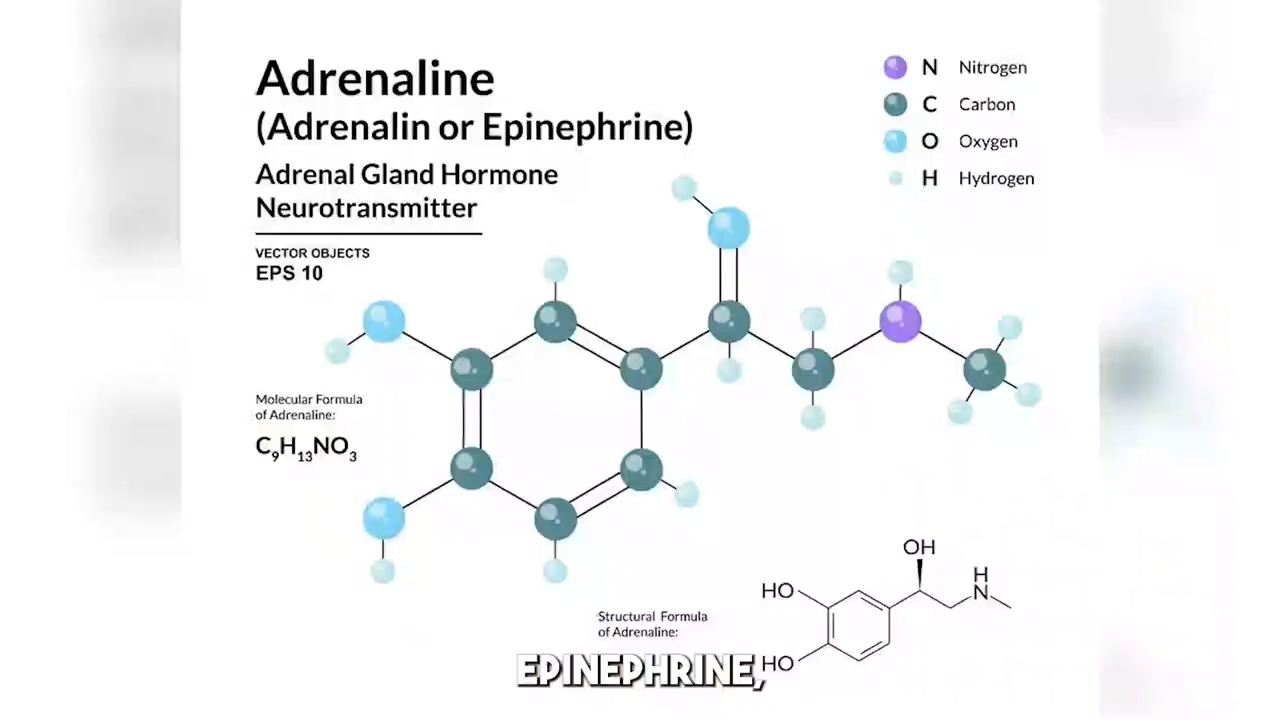 Adrenaline
(Adrenalin or Epinephrine)
Adrenal Gland Hormone
Neurotransmitter
VECTOR OBJECTS
EPS 10
N Nitrogen
C Carbon
O Oxygen
H Hydrogen
Molecular Formula
of Adrenaline:
C₉H₁₃NO₃
Structural Formula
of Adrenaline:
OH
HO
H
N
HO
EPINEPHRINE,